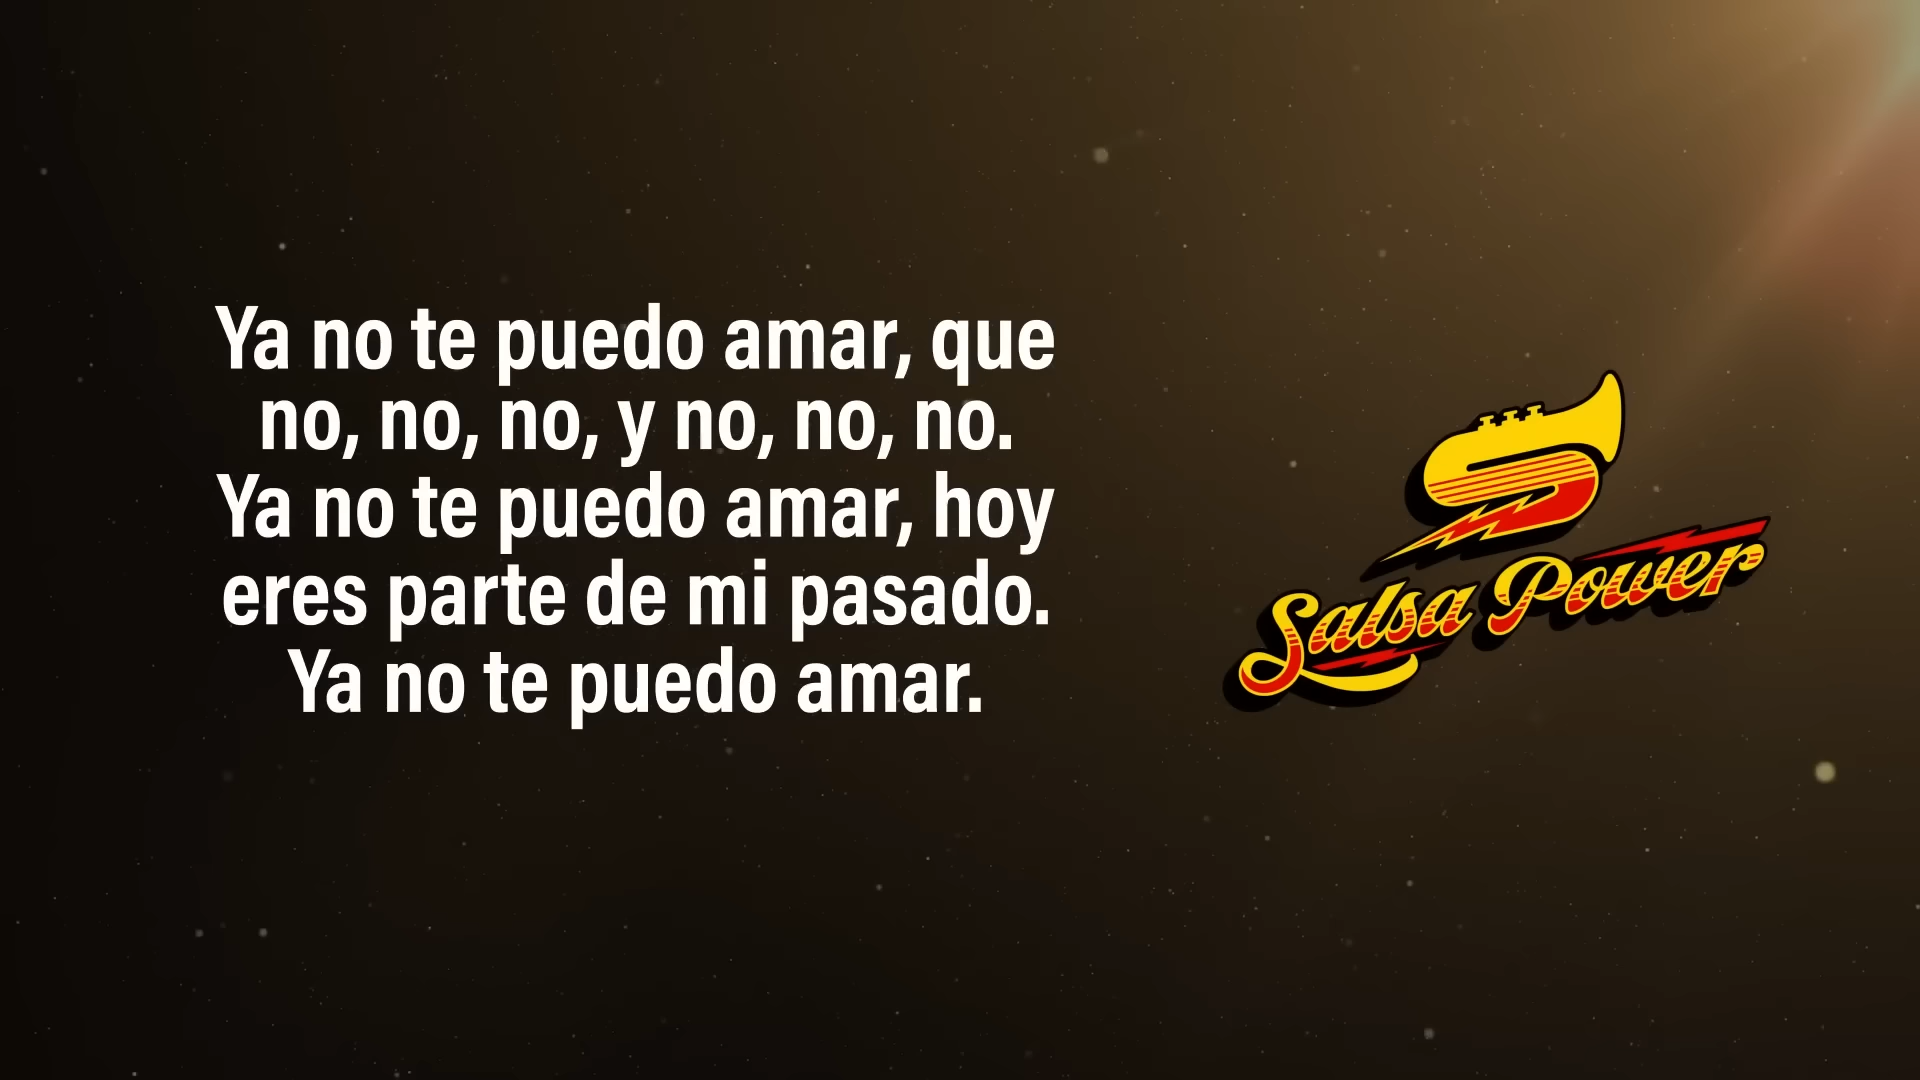 Ya no te puedo amar, que
no, no, no, y no, no, no.
Ya no te puedo amar, hoy
eres parte de mi pasado.
Ya no te puedo amar.
Salsa Power